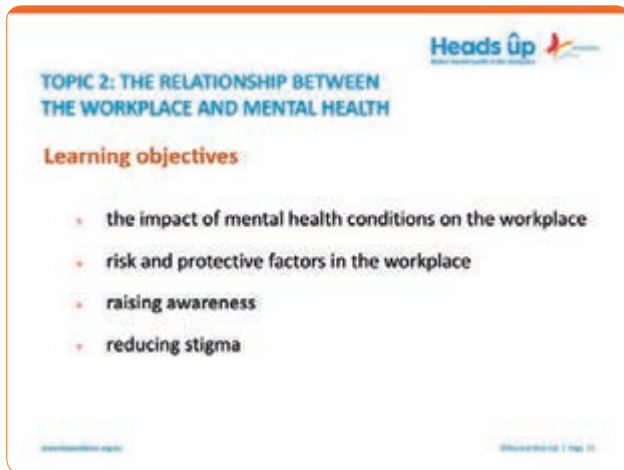 Heads ûp
TOPIC 2: THE RELATIONSHIP BETWEEN
THE WORKPLACE AND MENTAL HEALTH
Learning objectives
the impact of mental health conditions on the workplace
risk and protective factors in the workplace
raising awareness
reducing stigma